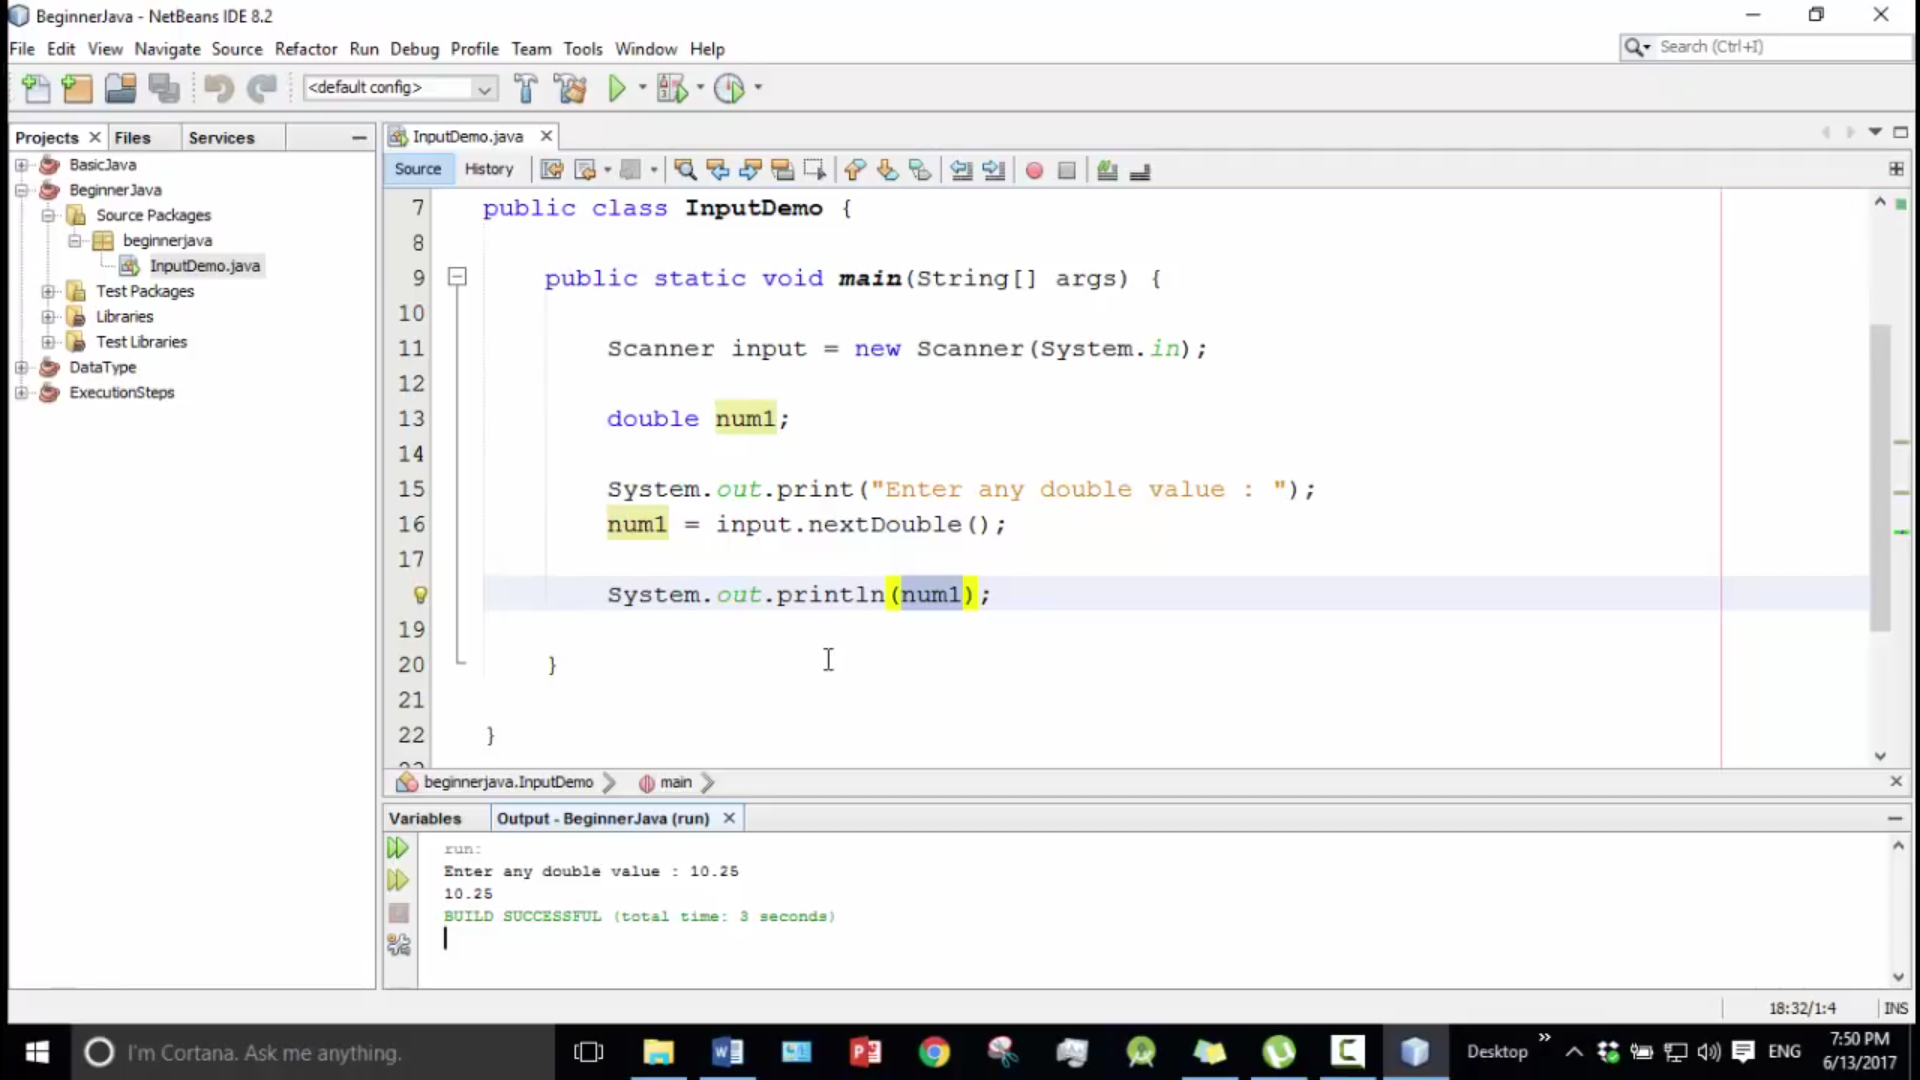 BeginnerJava - NetBeans IDE 8.2
File Edit View Navigate Source Refactor Run Debug Profile Team Tools Window Help
Search (Ctrl+I)
<default config>
Projects Files Services
InputDemo.java
Source History
BasicJava
BeginnerJava
Source Packages
beginnerjava
InputDemo.java
Test Packages
Libraries
Test Libraries
DataType
ExecutionSteps
7 public class InputDemo {
8
9 public static void main(String[] args) {
10
11 Scanner input = new Scanner(System.in);
12
13 double num1;
14
15 System.out.print("Enter any double value : ");
16 num1 = input.nextDouble();
17
System.out.println(num1);
19
20 }
21
22 }
beginnerjava.InputDemo main
Variables Output - BeginnerJava (run)
run:
Enter any double value : 10.25
10.25
BUILD SUCCESSFUL (total time: 3 seconds)
18:32/1:4 INS
I'm Cortana. Ask me anything.
Desktop
ENG
7:50 PM
6/13/2017